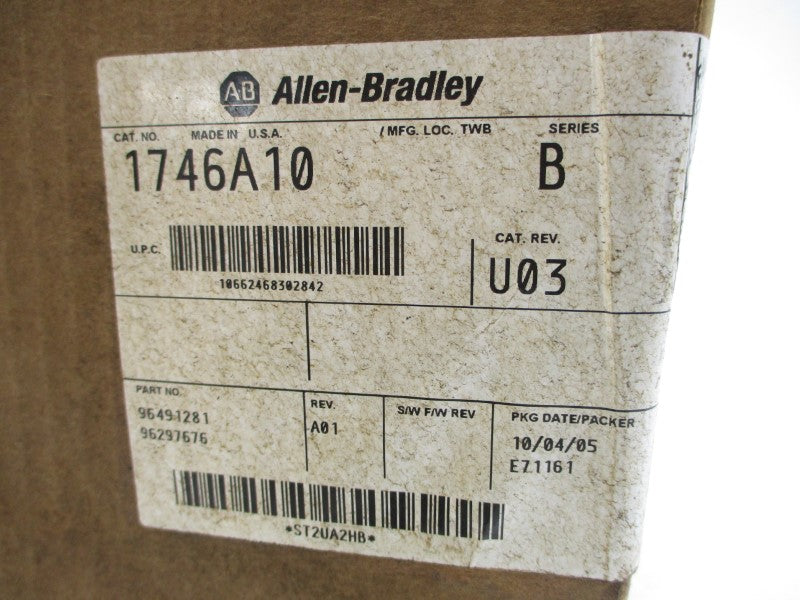 AB Allen-Bradley
CAT. NO. MADE IN U.S.A. / MFG. LOC. TWB SERIES
1746A10 B
U.P.C. CAT. REV.
10662468302842 U03
PART NO. REV. S/W F/W REV PKG DATE/PACKER
96491281 A01 10/04/05
96297676 E71161
*ST2UA2HB*